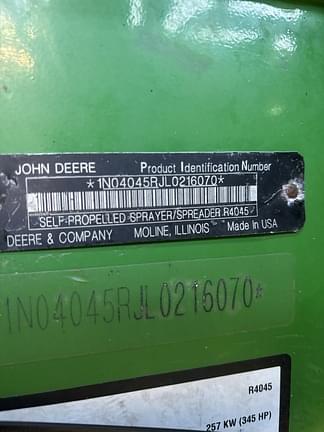 JOHN DEERE Product Identification Number
*1N04045RJL0216070*
SELF-PROPELLED SPRAYER/SPREADER R4045
DEERE & COMPANY MOLINE, ILLINOIS Made In USA
1N04045RJL0216070*
R4045
257 KW (345 HP)